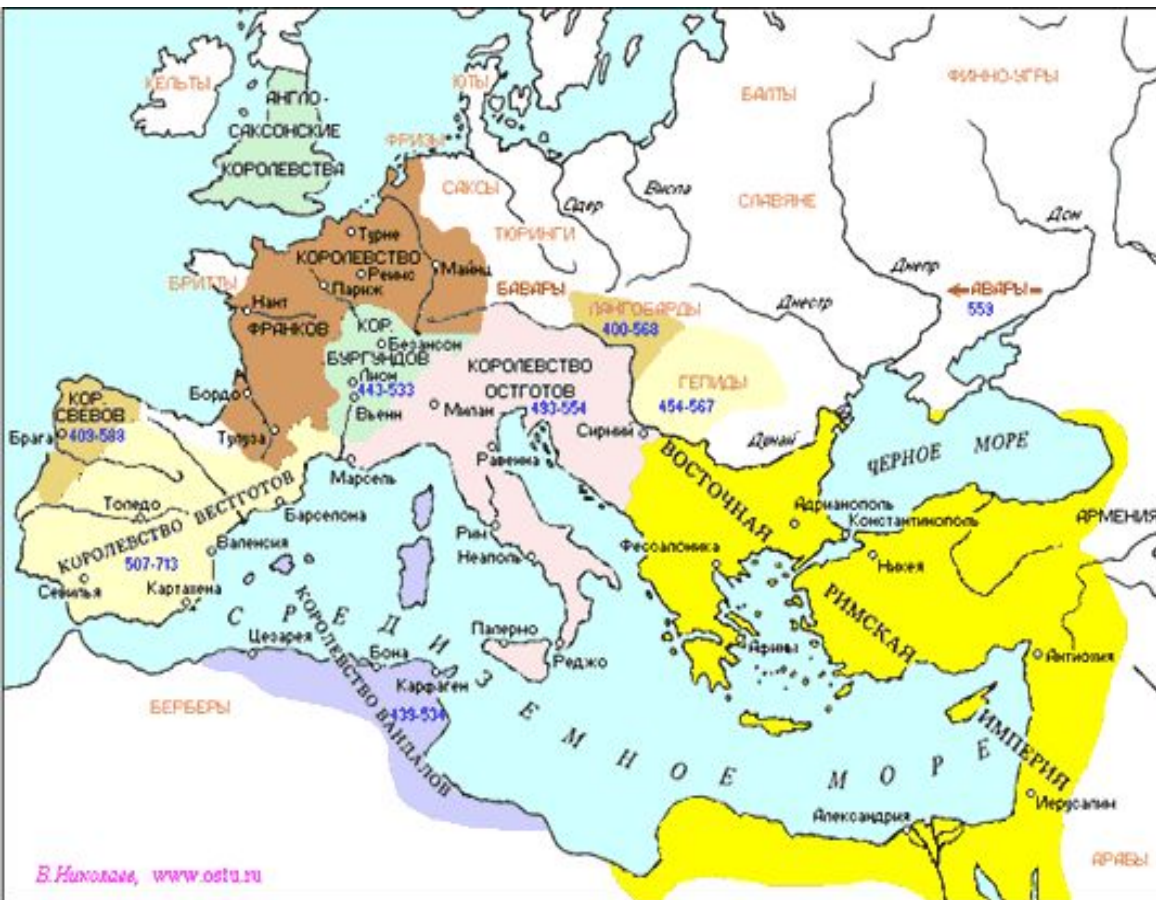 КЕЛЬТЫ
АНГЛО-
САКСОНСКИЕ
КОРОЛЕВСТВА
ЮТЫ
ФРИЗЫ
САКСЫ
ТЮРИНГИ
БАЛТЫ
ФИННО-УГРЫ
СЛАВЯНЕ
Одер
Висла
Дон
Днепр
Днестр
АВАРЫ
559
БРИТТЫ
Турне
КОРОЛЕВСТВО
Реймс
Париж
Майнц
Нант
ФРАНКОВ
БАВАРЫ
ЛАНГОБАРДЫ
400-568
КОР.
Безансон
БУРГУНДОВ
Лион
443-533
Вьенн
КОРОЛЕВСТВО
ОСТГОТОВ
493-554
Милан
ГЕПИДЫ
454-567
Сирмий
Равенна
Дунай
Бордо
Тулуза
Марсель
КОР.
СВЕВОВ
409-588
Брага
Толедо
КОРОЛЕВСТВО ВЕСТГОТОВ
507-713
Барселона
Валенсия
Севилья
Картахена
Рим
Неаполь
Палермо
Реджо
ВОСТОЧНАЯ
РИМСКАЯ
ИМПЕРИЯ
ЧЕРНОЕ МОРЕ
Адрианополь
Константинополь
Никея
АРМЕНИЯ
Фессалоника
Афины
Антиохия
Иерусалим
Александрия
АРАБЫ
СРЕДИЗЕМНОЕ МОРЕ
Цезарея
Бона
Карфаген
КОРОЛЕВСТВО ВАНДАЛОВ
439-534
БЕРБЕРЫ
В.Николаев, www.ostu.ru